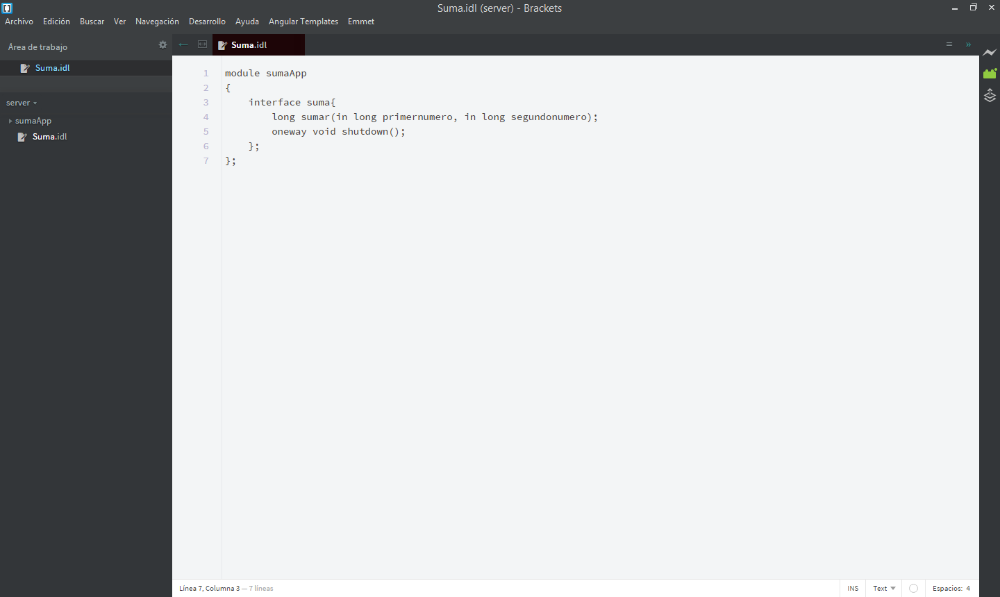 Suma.idl (server) - Brackets
Archivo Edición Buscar Ver Navegación Desarrollo Ayuda Angular Templates Emmet
Área de trabajo
Suma.idl
server
sumaApp
Suma.idl
Suma.idl
1 module sumaApp
2 {
3     interface suma{
4         long sumar(in long primernumero, in long segundonumero);
5         oneway void shutdown();
6     };
7 };
Línea 7, Columna 3 — 7 líneas
INS Text Espacios: 4